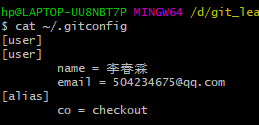 hp@LAPTOP-UU8NBT7P MINGW64 /d/git_lea
$ cat ~/.gitconfig
[user]
[user]
name = 李春霖
email = 504234675@qq.com
[alias]
co = checkout